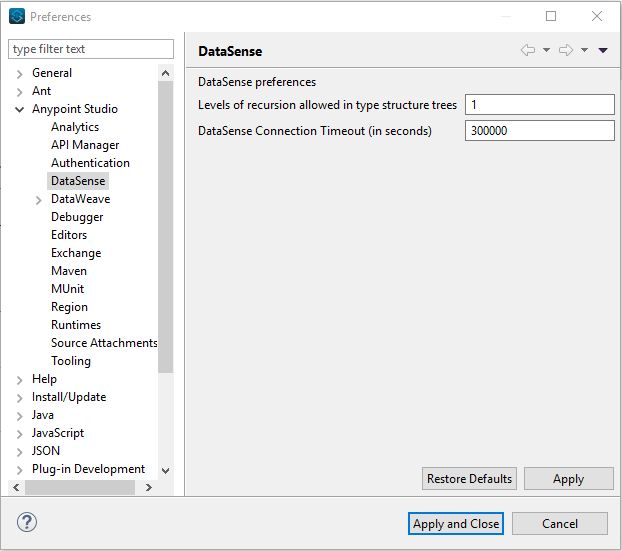 Preferences
type filter text
General
Ant
Anypoint Studio
Analytics
API Manager
Authentication
DataSense
DataWeave
Debugger
Editors
Exchange
Maven
MUnit
Region
Runtimes
Source Attachments
Tooling
Help
Install/Update
Java
JavaScript
JSON
Plug-in Development
DataSense
DataSense preferences
Levels of recursion allowed in type structure trees 1
DataSense Connection Timeout (in seconds) 300000
Restore Defaults Apply
? Apply and Close Cancel